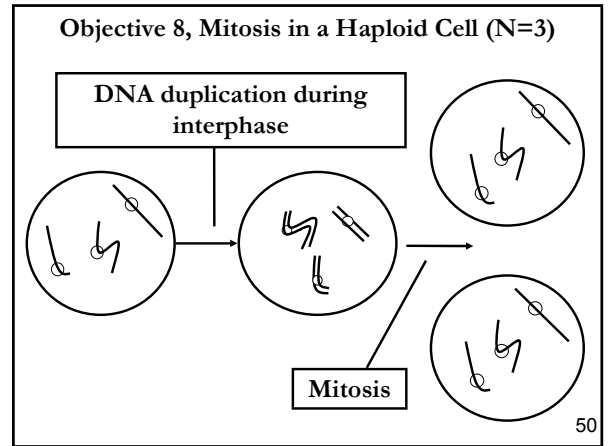 Objective 8, Mitosis in a Haploid Cell (N=3)
DNA duplication during
interphase
Mitosis
50